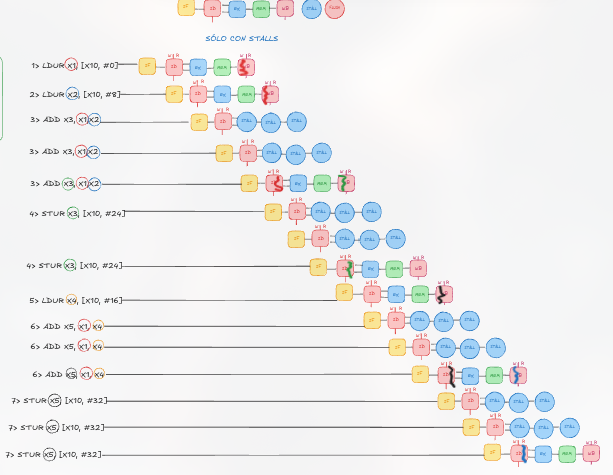 IF ID EX MEM WB STALL FLUSH
SÓLO CON STALLS
1> LDUR x1, [X10, #0] IF ID EX MEM
2> LDUR x2, [X10, #8] IF ID EX MEM
3> ADD x3, x1, x2 IF ID STALL STALL STALL
3> ADD x3, x1, x2 IF ID STALL STALL STALL
3> ADD x3, x1, x2 IF ID EX MEM
4> STUR x3, [X10, #24] IF ID STALL STALL STALL
IF ID STALL STALL STALL
4> STUR x3, [X10, #24] IF ID EX MEM WB
5> LDUR x4, [X10, #16] IF ID EX MEM
6> ADD x5, x1, x4 IF ID STALL STALL STALL
6> ADD x5, x1, x4 IF ID STALL STALL STALL
6> ADD x5, x1, x4 IF ID EX MEM
7> STUR x5, [X10, #32] IF ID STALL STALL STALL
7> STUR x5, [X10, #32] IF ID STALL STALL STALL
7> STUR x5, [X10, #32] IF ID EX MEM WB